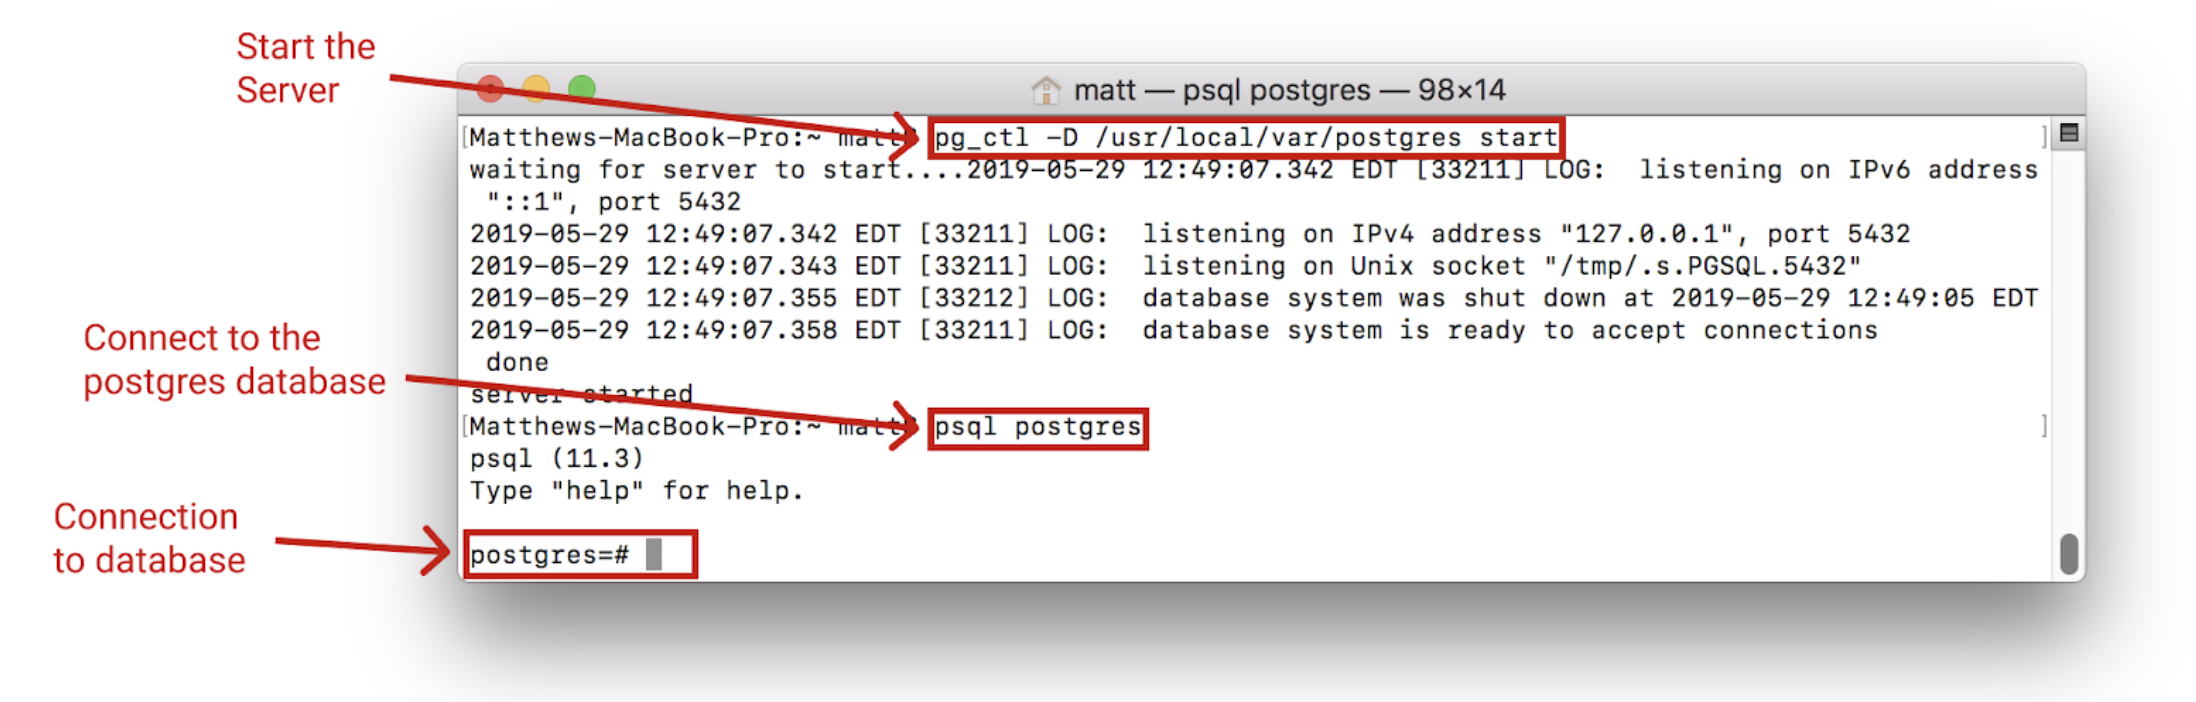 Start the
Server
matt — psql postgres — 98×14
[Matthews-MacBook-Pro:~ matt$ pg_ctl -D /usr/local/var/postgres start ]
waiting for server to start....2019-05-29 12:49:07.342 EDT [33211] LOG:  listening on IPv6 address
"::1", port 5432
2019-05-29 12:49:07.342 EDT [33211] LOG:  listening on IPv4 address "127.0.0.1", port 5432
2019-05-29 12:49:07.343 EDT [33211] LOG:  listening on Unix socket "/tmp/.s.PGSQL.5432"
2019-05-29 12:49:07.355 EDT [33212] LOG:  database system was shut down at 2019-05-29 12:49:05 EDT
2019-05-29 12:49:07.358 EDT [33211] LOG:  database system is ready to accept connections
done
server started
Connect to the
postgres database
[Matthews-MacBook-Pro:~ matt$ psql postgres ]
psql (11.3)
Type "help" for help.
Connection
to database
postgres=#